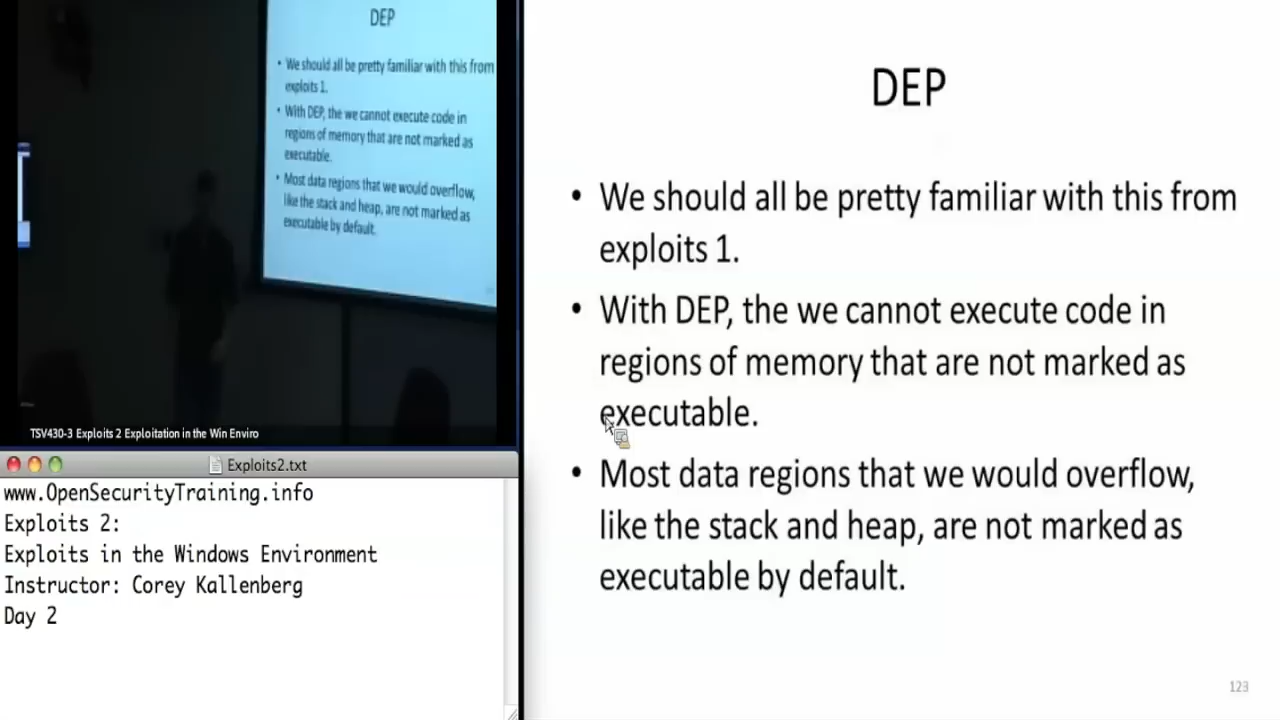 DEP
• We should all be pretty familiar with this from
exploits 1.
• With DEP, the we cannot execute code in
regions of memory that are not marked as
executable.
• Most data regions that we would overflow,
like the stack and heap, are not marked as
executable by default.
TSV430-3 Exploits 2 Exploitation in the Win Enviro
Exploits2.txt
www.OpenSecurityTraining.info
Exploits 2:
Exploits in the Windows Environment
Instructor: Corey Kallenberg
Day 2
DEP
• We should all be pretty familiar with this from
exploits 1.
• With DEP, the we cannot execute code in
regions of memory that are not marked as
executable.
• Most data regions that we would overflow,
like the stack and heap, are not marked as
executable by default.
123